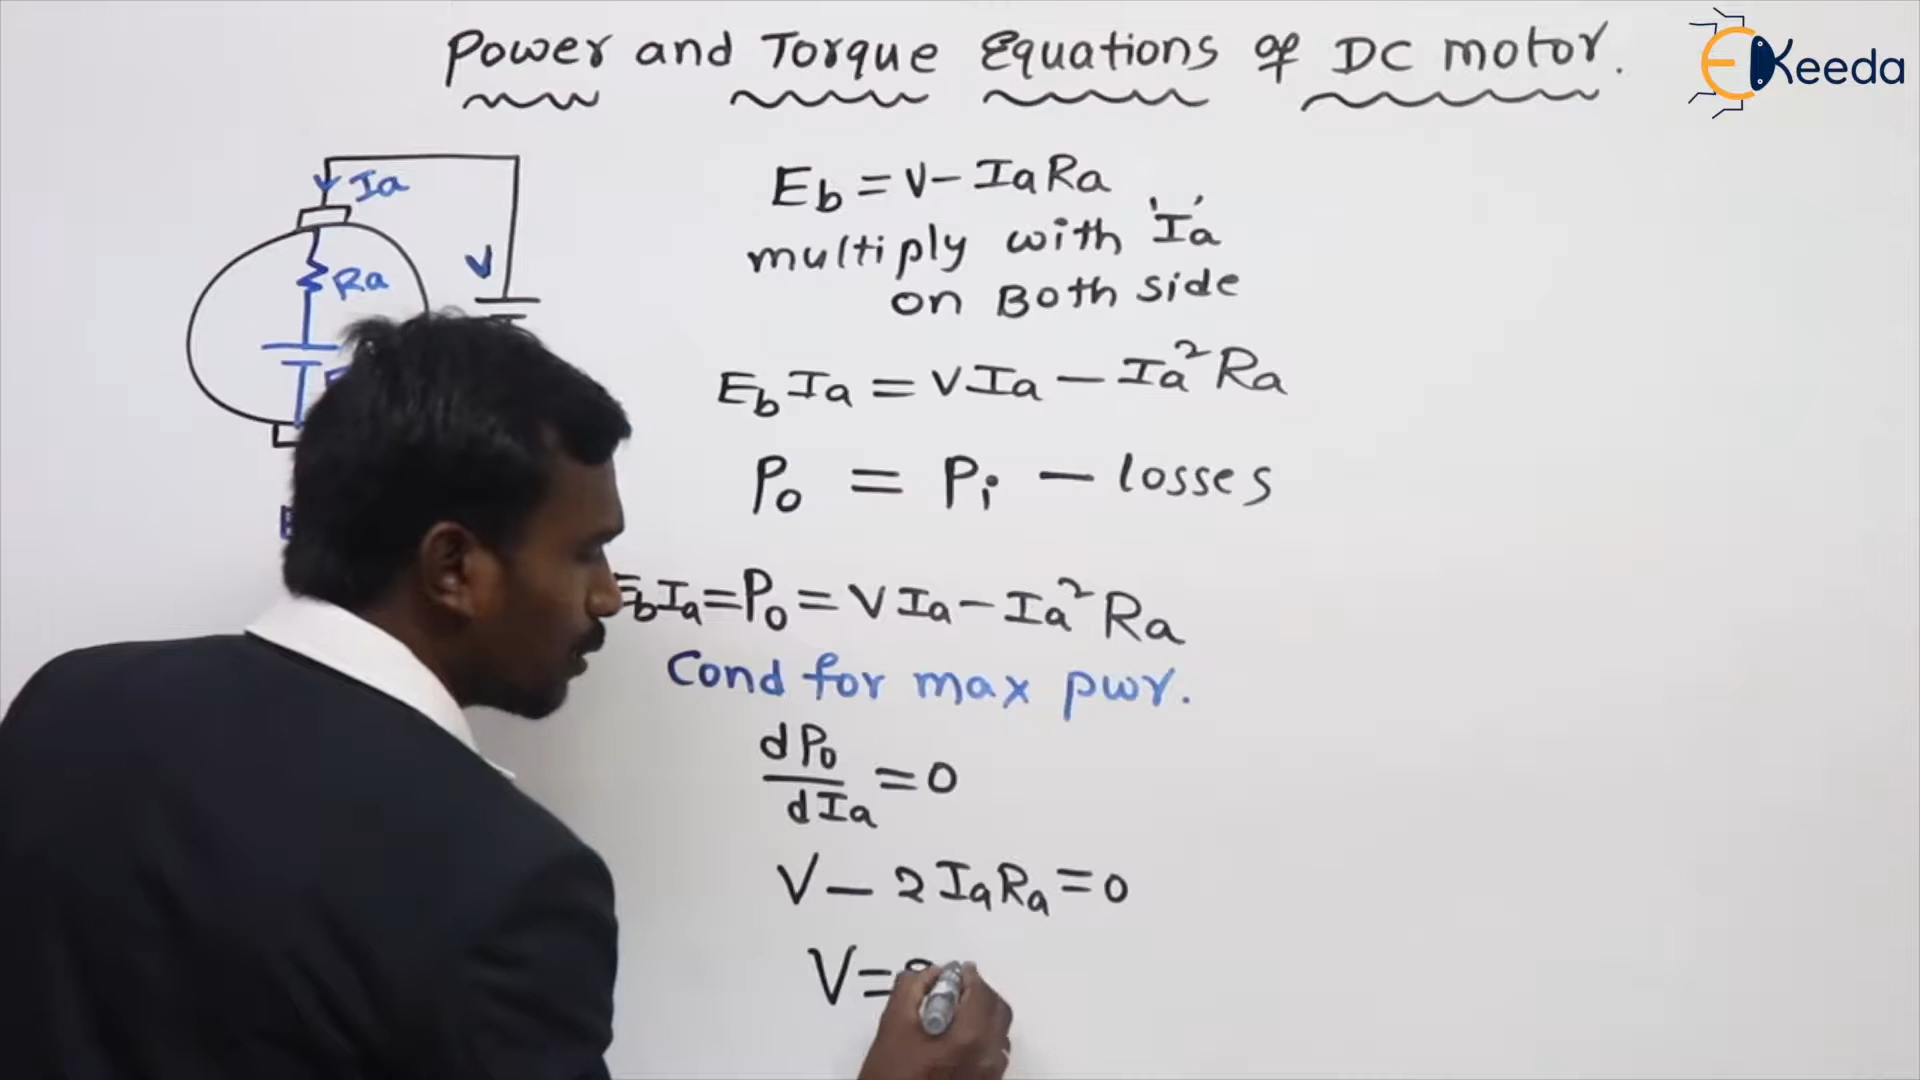 Power and Torque Equations of DC motor.
EKeeda
Ia
V
Ra
Eb = V - IaRa
multiply with 'Ia'
on Both side
EbIa = VIa - Ia²Ra
Po = Pi - losses
EbIa = Po = VIa - Ia²Ra
Cond for max pwr.
dPo
dIa = 0
V - 2IaRa = 0
V =